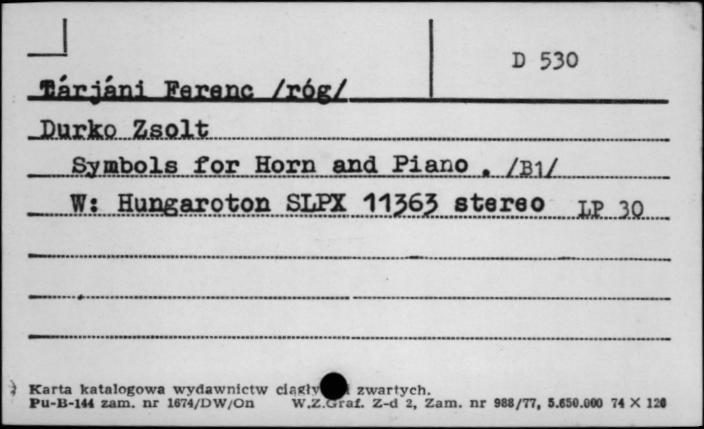 D 530
Tárjáni Ferenc /róg/
Durko Zsolt
Symbols for Horn and Piano . /B1/
W: Hungaroton SLPX 11363 stereo LP 30
Karta katalogowa wydawnictw zwartych.
Pu-B-144 zam. nr 1674/DW/On W.Z.Graf. Z-d 2, Zam. nr 988/77, 5.650.000 74 X 126